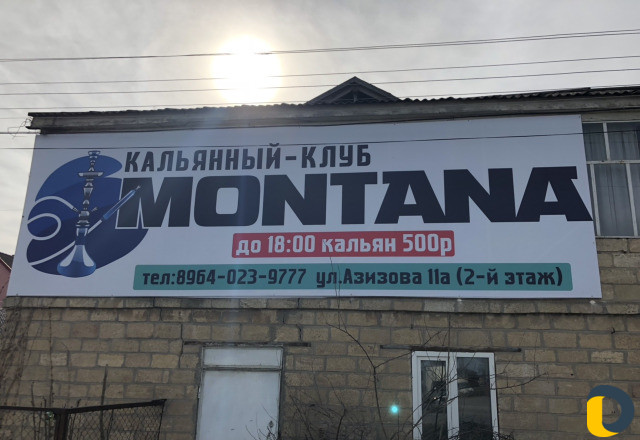 КАЛЬЯННЫЙ-КЛУБ
MONTANA
до 18:00 кальян 500р
тел:8964-023-9777 ул.Азизова 11а (2-й этаж)